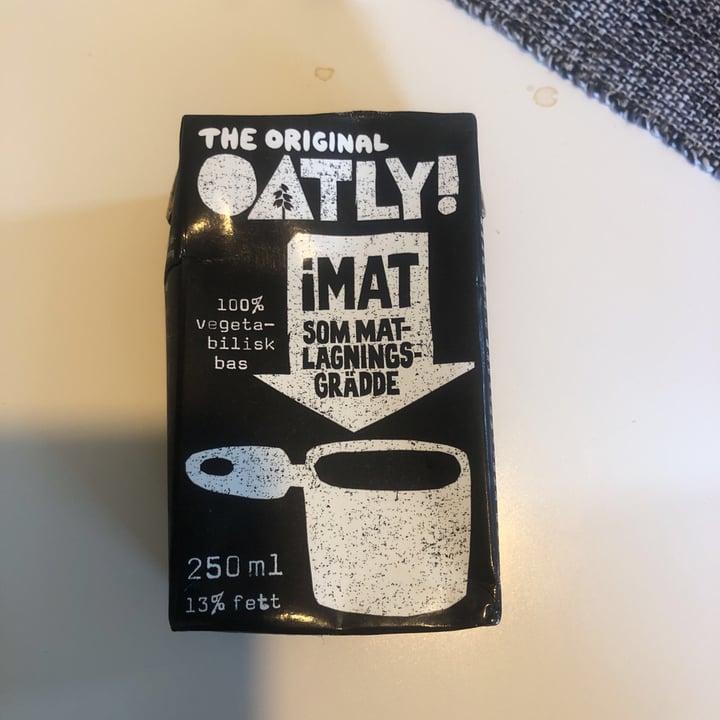 THE ORIGINAL
OATLY!
iMAT
SOM MAT-
LAGNINGS-
GRÄDDE
100%
vegeta-
bilisk
bas
250 ml
13% fett